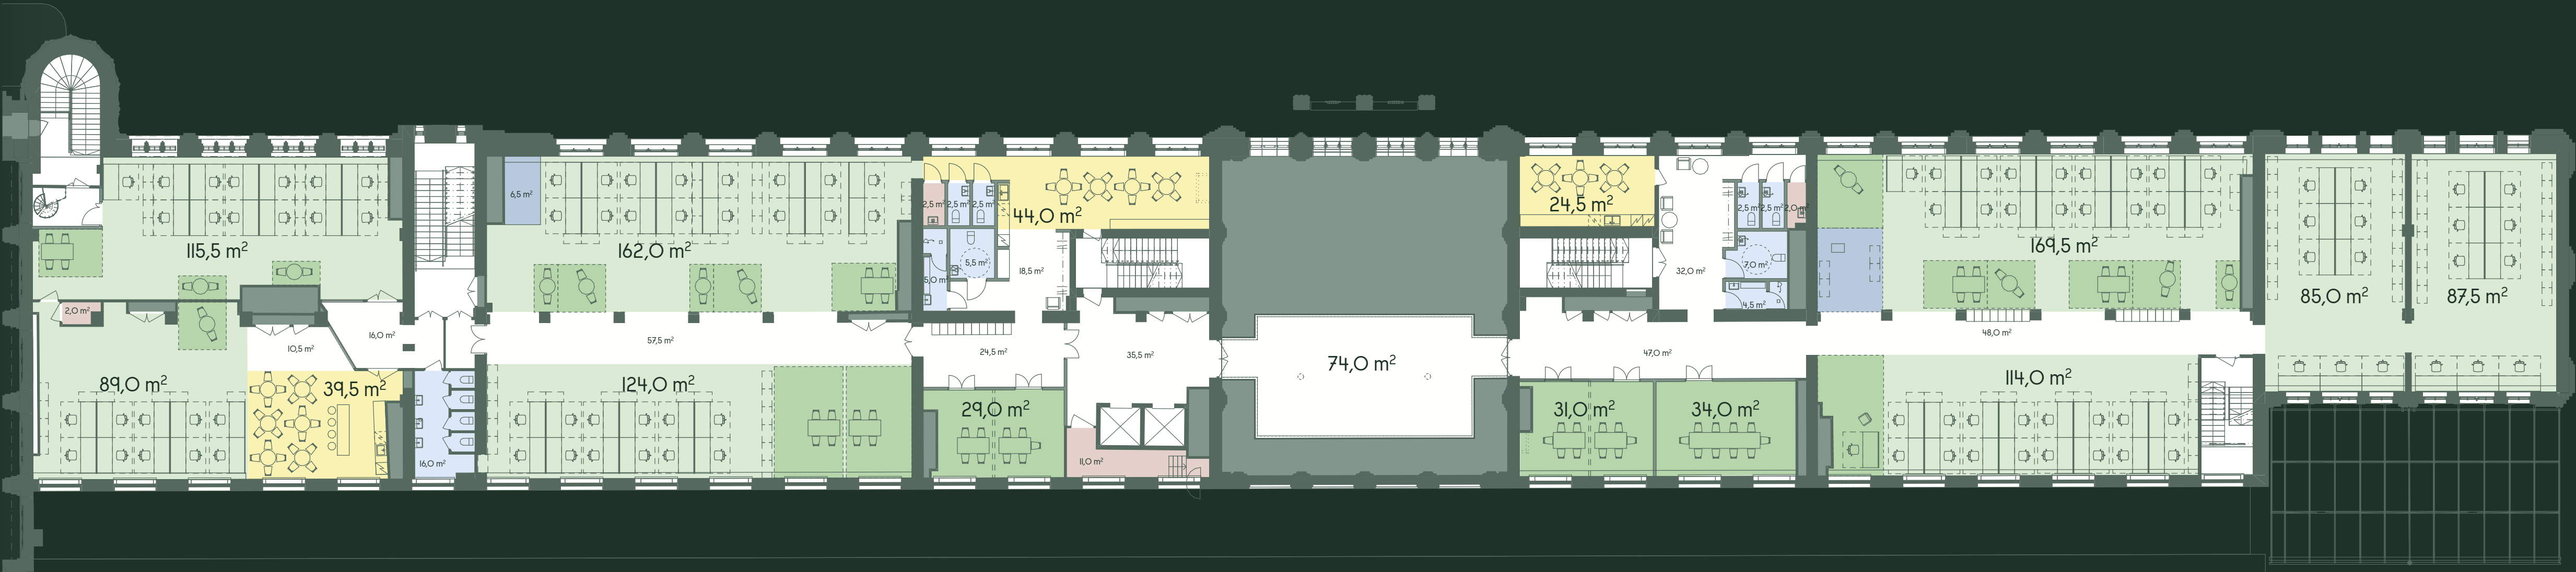 6,5 m²
2,5 m²
2,5 m²
2,5 m²
44,0 m²
24,5 m²
2,5 m²
2,5 m²
2,0 m²
115,5 m²
162,0 m²
169,5 m²
5,5 m²
18,5 m²
5,0 m²
32,0 m²
7,0 m²
4,5 m²
85,0 m²
87,5 m²
2,0 m²
16,0 m²
10,5 m²
57,5 m²
24,5 m²
35,5 m²
74,0 m²
47,0 m²
48,0 m²
89,0 m²
39,5 m²
124,0 m²
29,0 m²
31,0 m²
34,0 m²
114,0 m²
16,0 m²
11,0 m²